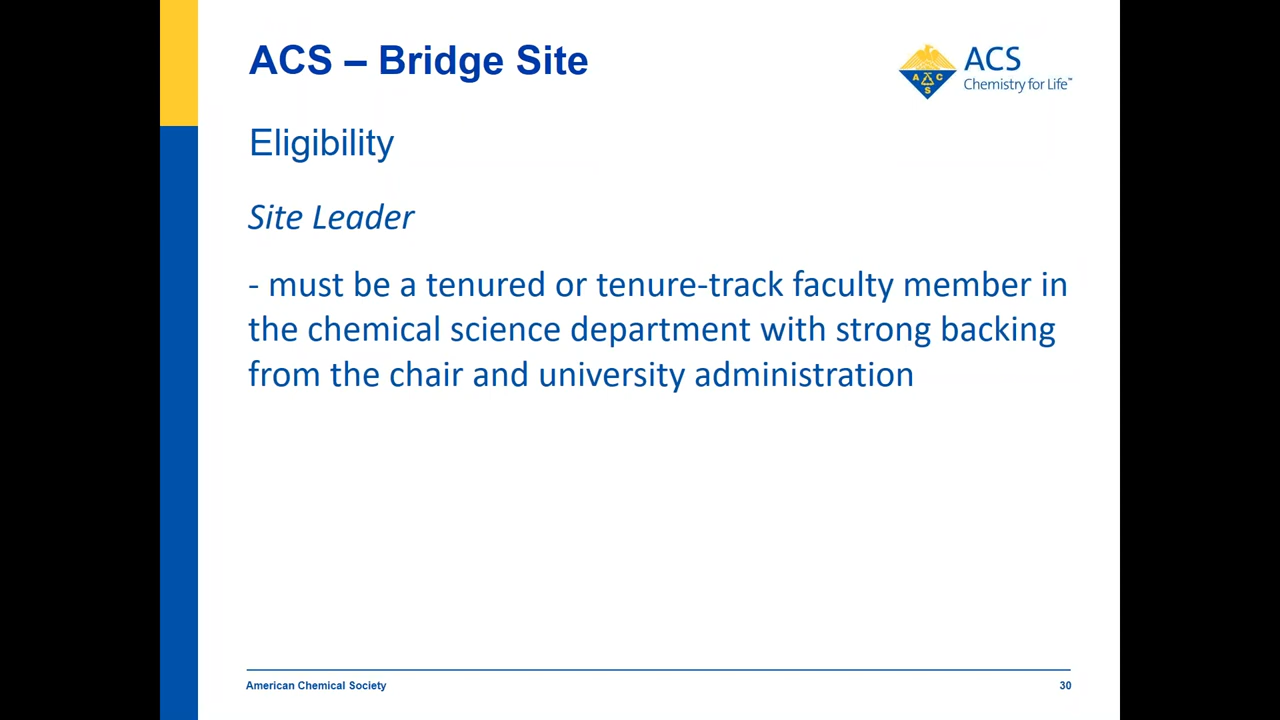 ACS – Bridge Site
ACS
Chemistry for Life™
A C S
Eligibility
Site Leader
- must be a tenured or tenure-track faculty member in
the chemical science department with strong backing
from the chair and university administration
American Chemical Society
30